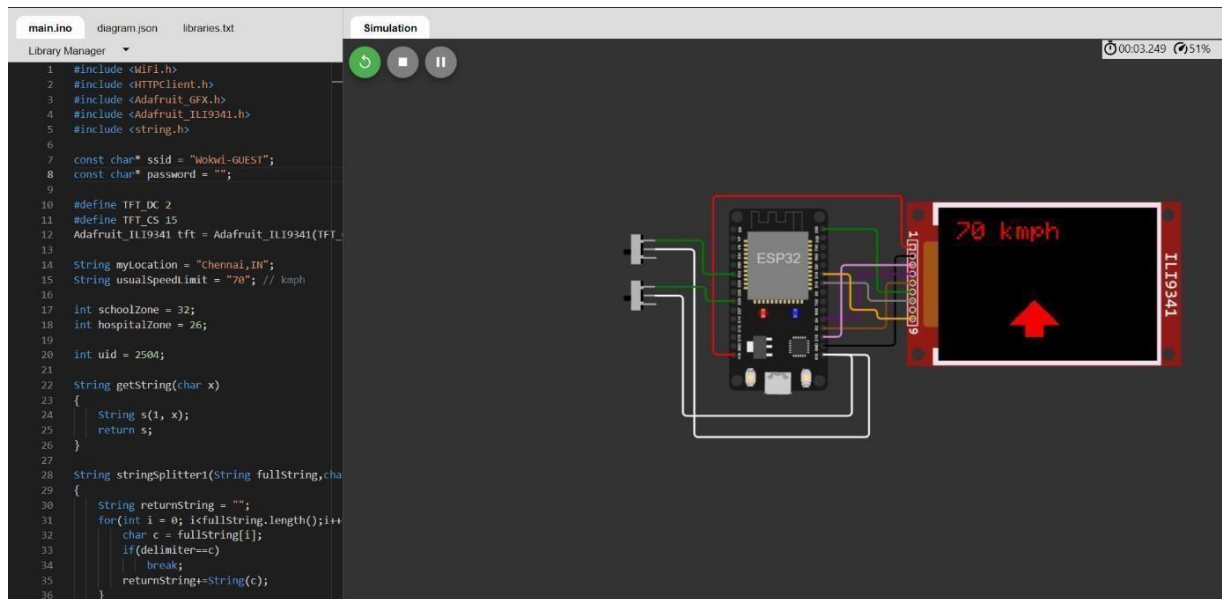 main.ino diagram.json libraries.txt
Library Manager
1 #include <WiFi.h>
2 #include <HTTPClient.h>
3 #include <Adafruit_GFX.h>
4 #include <Adafruit_ILI9341.h>
5 #include <string.h>
6
7 const char* ssid = "Wokwi-GUEST";
8 const char* password = "";
9
10 #define TFT_DC 2
11 #define TFT_CS 15
12 Adafruit_ILI9341 tft = Adafruit_ILI9341(TFT_
13
14 String myLocation = "Chennai,IN";
15 String usualSpeedLimit = "70"; // kmph
16
17 int schoolZone = 32;
18 int hospitalZone = 26;
19
20 int uid = 2504;
21
22 String getString(char x)
23 {
24 String s(1, x);
25 return s;
26 }
27
28 String stringSplitter1(String fullString,cha
29 {
30 String returnString = "";
31 for(int i = 0; i<fullString.length();i++
32 char c = fullString[i];
33 if(delimiter==c)
34 break;
35 returnString+=String(c);
36 }
Simulation
00:03.249 51%
ESP32
1
9
70 kmph
ILI9341